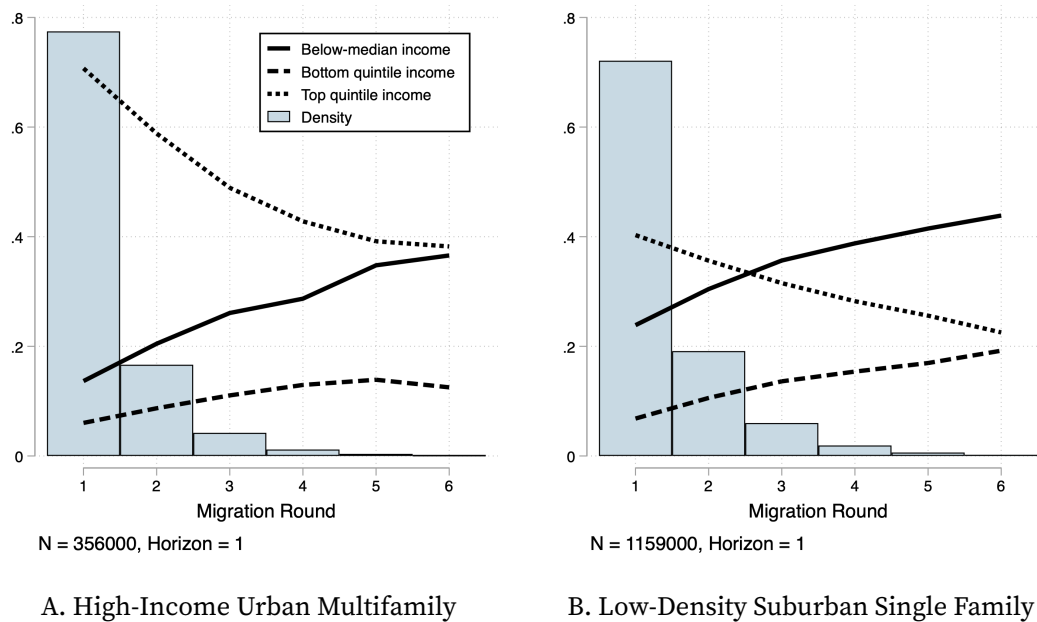 .8
.6
.4
.2
0
Below-median income
Bottom quintile income
Top quintile income
Density
1 2 3 4 5 6
Migration Round
N = 356000, Horizon = 1
A. High-Income Urban Multifamily
.8
.6
.4
.2
0
1 2 3 4 5 6
Migration Round
N = 1159000, Horizon = 1
B. Low-Density Suburban Single Family